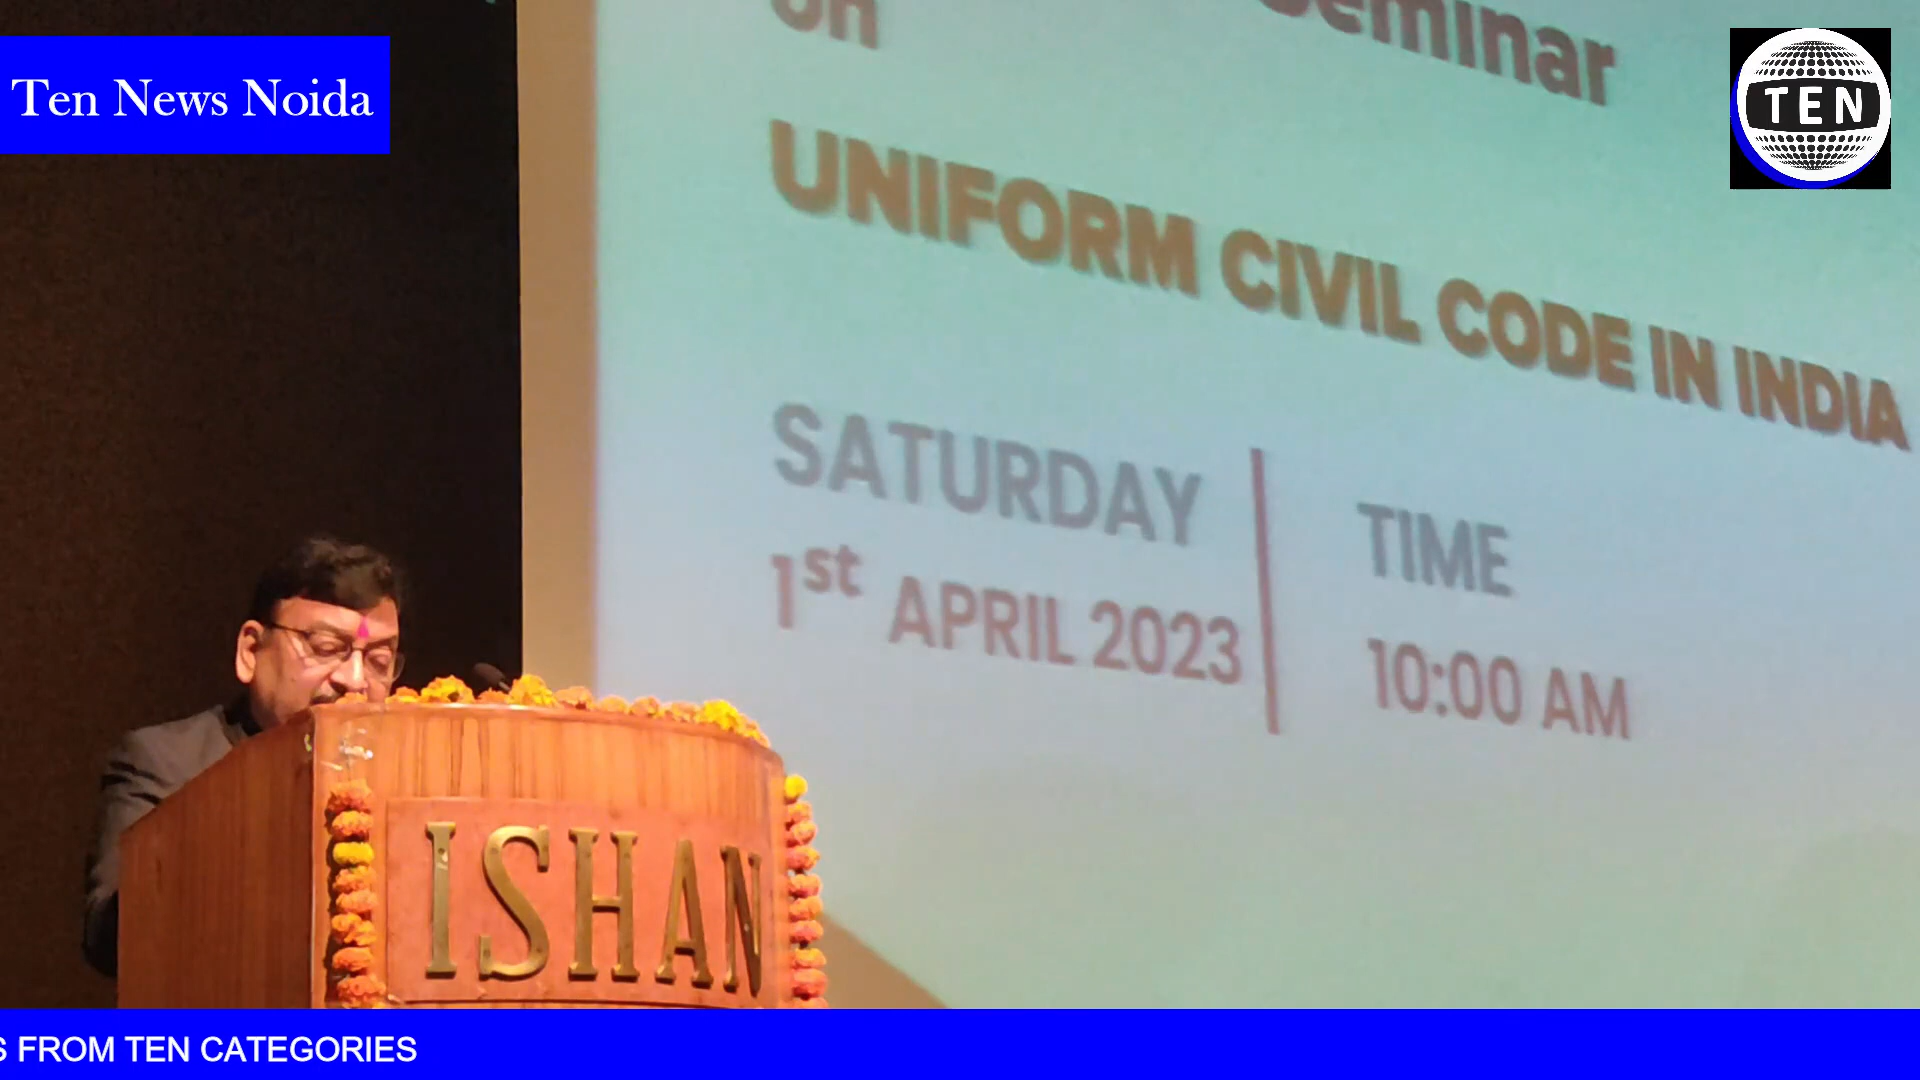 Ten News Noida
TEN
Seminar
on
UNIFORM CIVIL CODE IN INDIA
SATURDAY
1st APRIL 2023
TIME
10:00 AM
ISHAN
S FROM TEN CATEGORIES